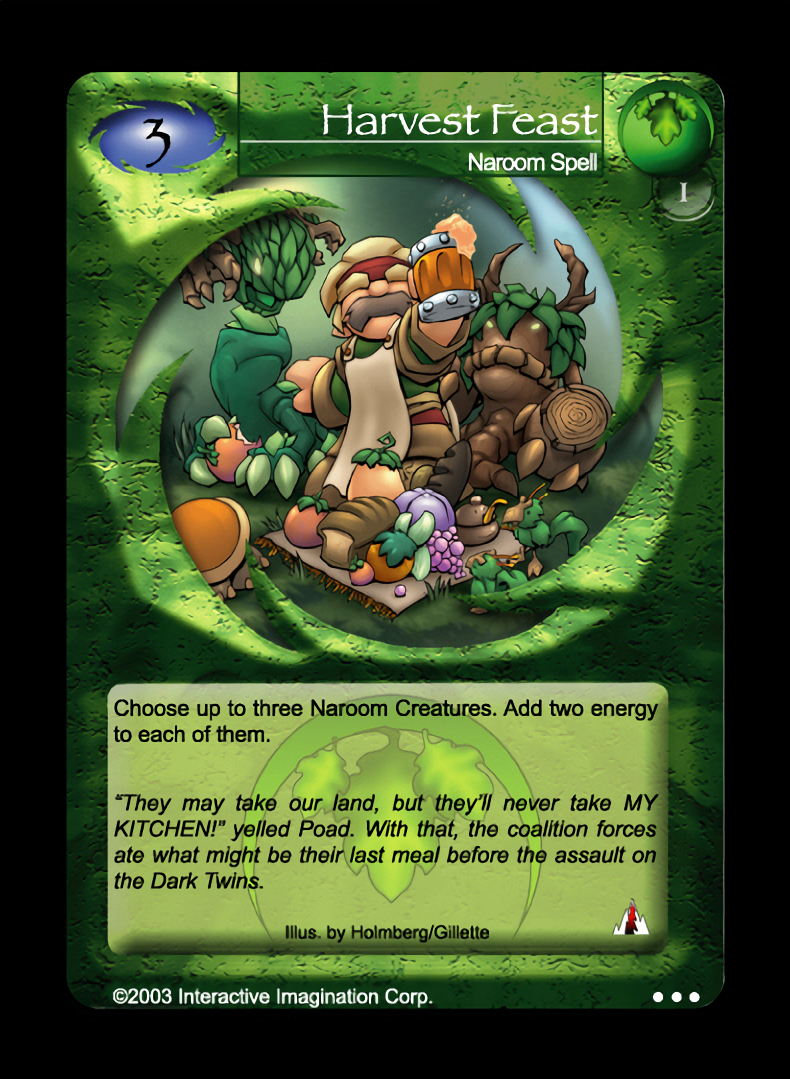 3
Harvest Feast
Naroom Spell
I
Choose up to three Naroom Creatures. Add two energy
to each of them.
“They may take our land, but they’ll never take MY
KITCHEN!” yelled Poad. With that, the coalition forces
ate what might be their last meal before the assault on
the Dark Twins.
Illus. by Holmberg/Gillette
©2003 Interactive Imagination Corp.